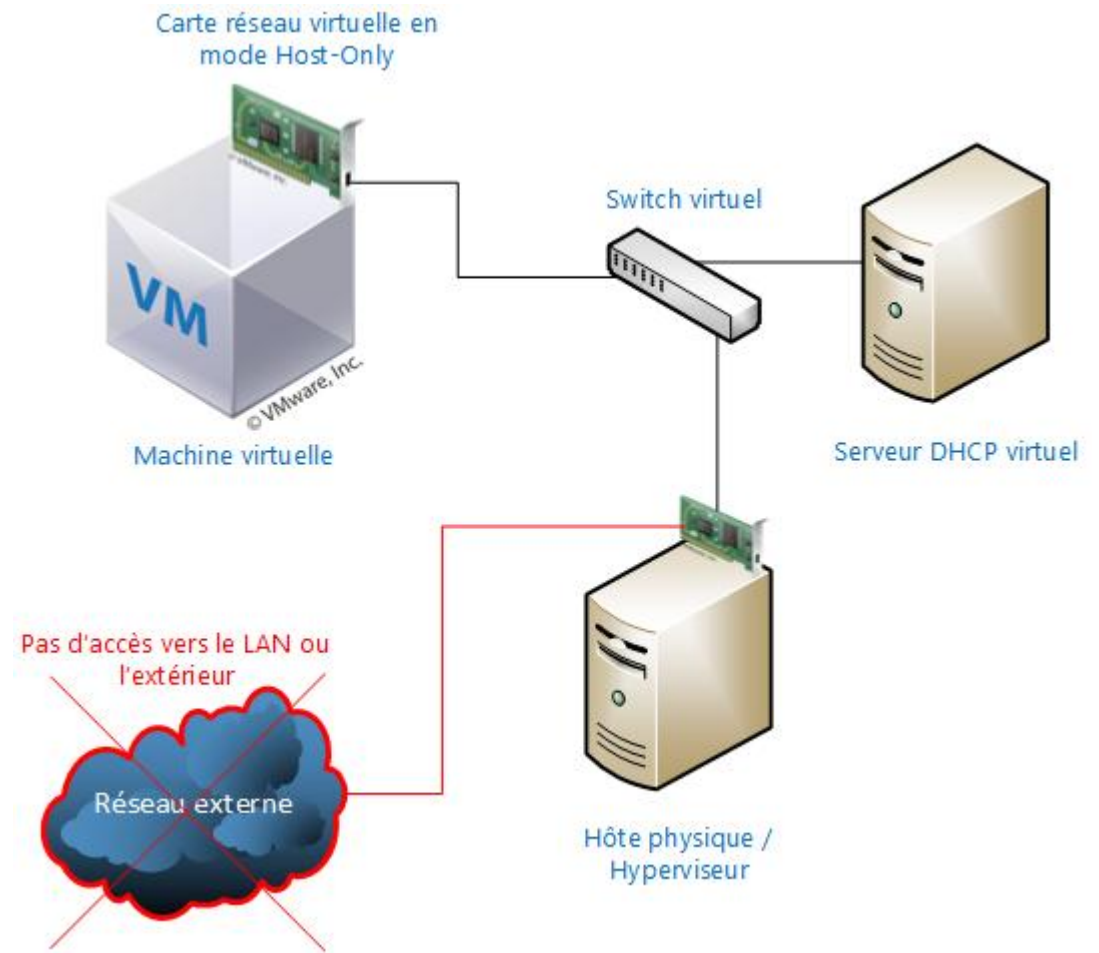 Carte réseau virtuelle en
mode Host-Only
Switch virtuel
VM
© VMware, Inc.
Machine virtuelle
Serveur DHCP virtuel
Pas d'accès vers le LAN ou
l'extérieur
Réseau externe
Hôte physique /
Hyperviseur